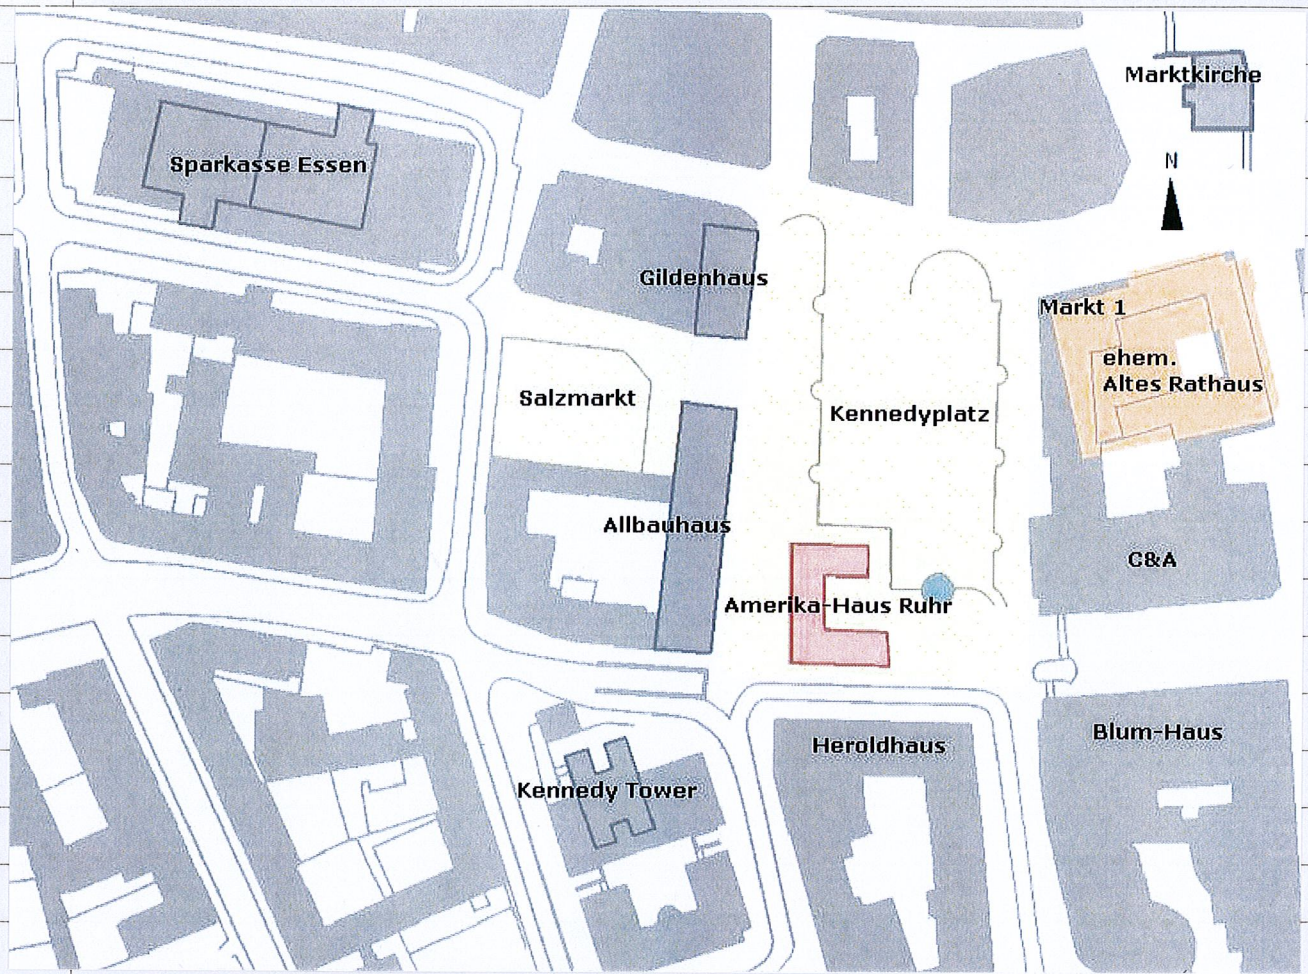 Marktkirche
Sparkasse Essen
N
Gildenhaus
Markt 1
ehem.
Altes Rathaus
Salzmarkt
Kennedyplatz
Allbauhaus
C&A
Amerika-Haus Ruhr
Blum-Haus
Heroldhaus
Kennedy Tower